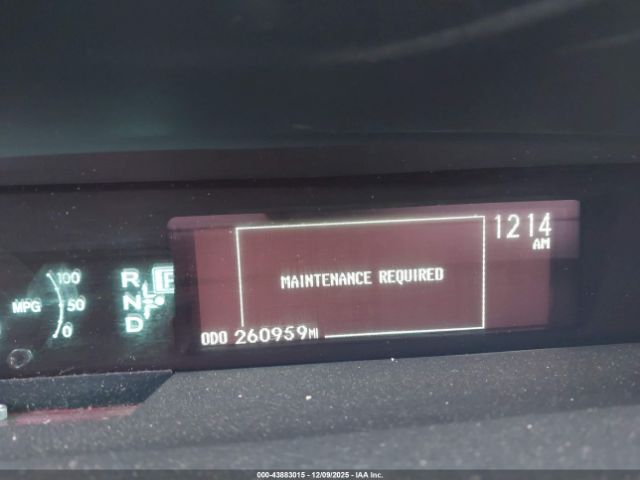 1214
AM
MAINTENANCE REQUIRED
ODO 260959MI
100
50
0
MPG
R
P
N
D
000-43883015 - 12/09/2025 - IAA Inc.